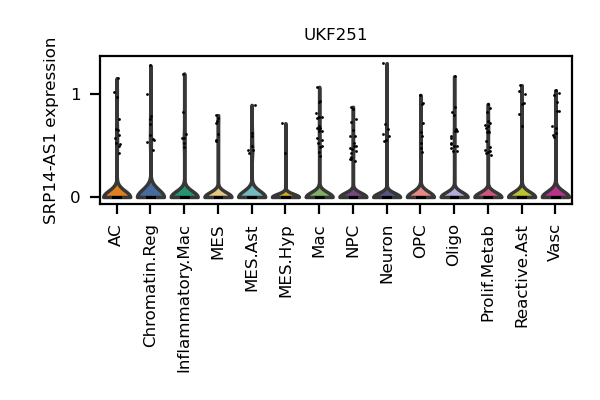 UKF251
SRP14-AS1 expression
1
0
AC
Chromatin.Reg
Inflammatory.Mac
MES
MES.Ast
MES.Hyp
Mac
NPC
Neuron
OPC
Oligo
Prolif.Metab
Reactive.Ast
Vasc